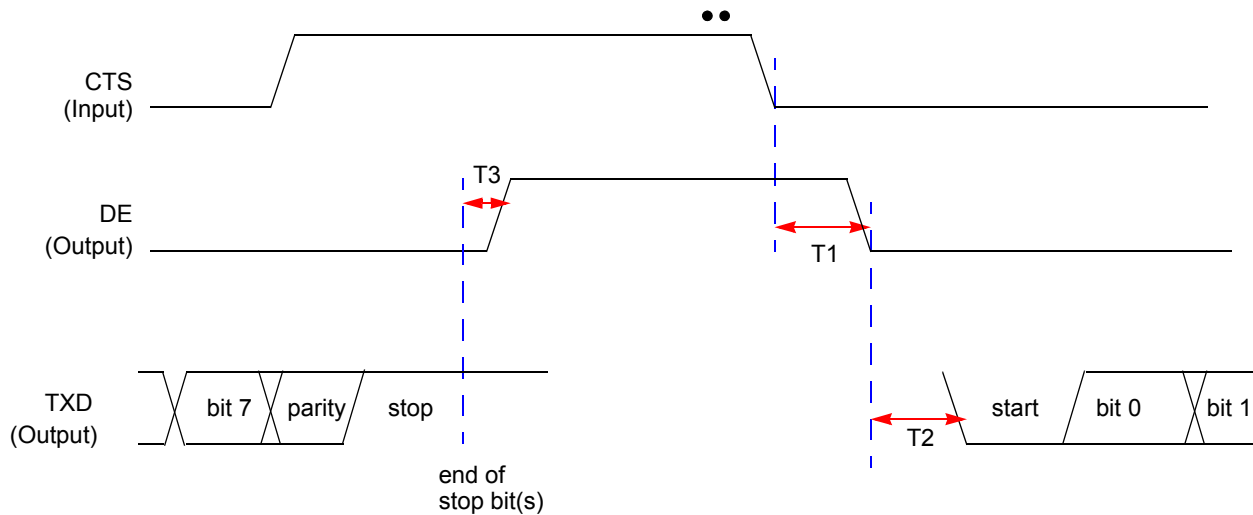 CTS
(Input)
T3
DE
(Output)
T1
TXD
(Output)
bit 7
parity
stop
T2
start
bit 0
bit 1
end of
stop bit(s)